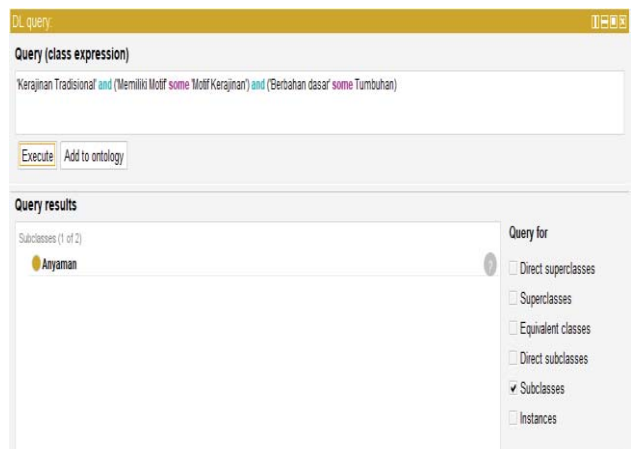 DL query:
Query (class expression)
'Kerajinan Tradisional' and ('Memiliki Motif' some 'Motif Kerajinan') and ('Berbahan dasar' some Tumbuhan)
Execute Add to ontology
Query results
Subclasses (1 of 2)
Anyaman
?
Query for
Direct superclasses
Superclasses
Equivalent classes
Direct subclasses
Subclasses
Instances